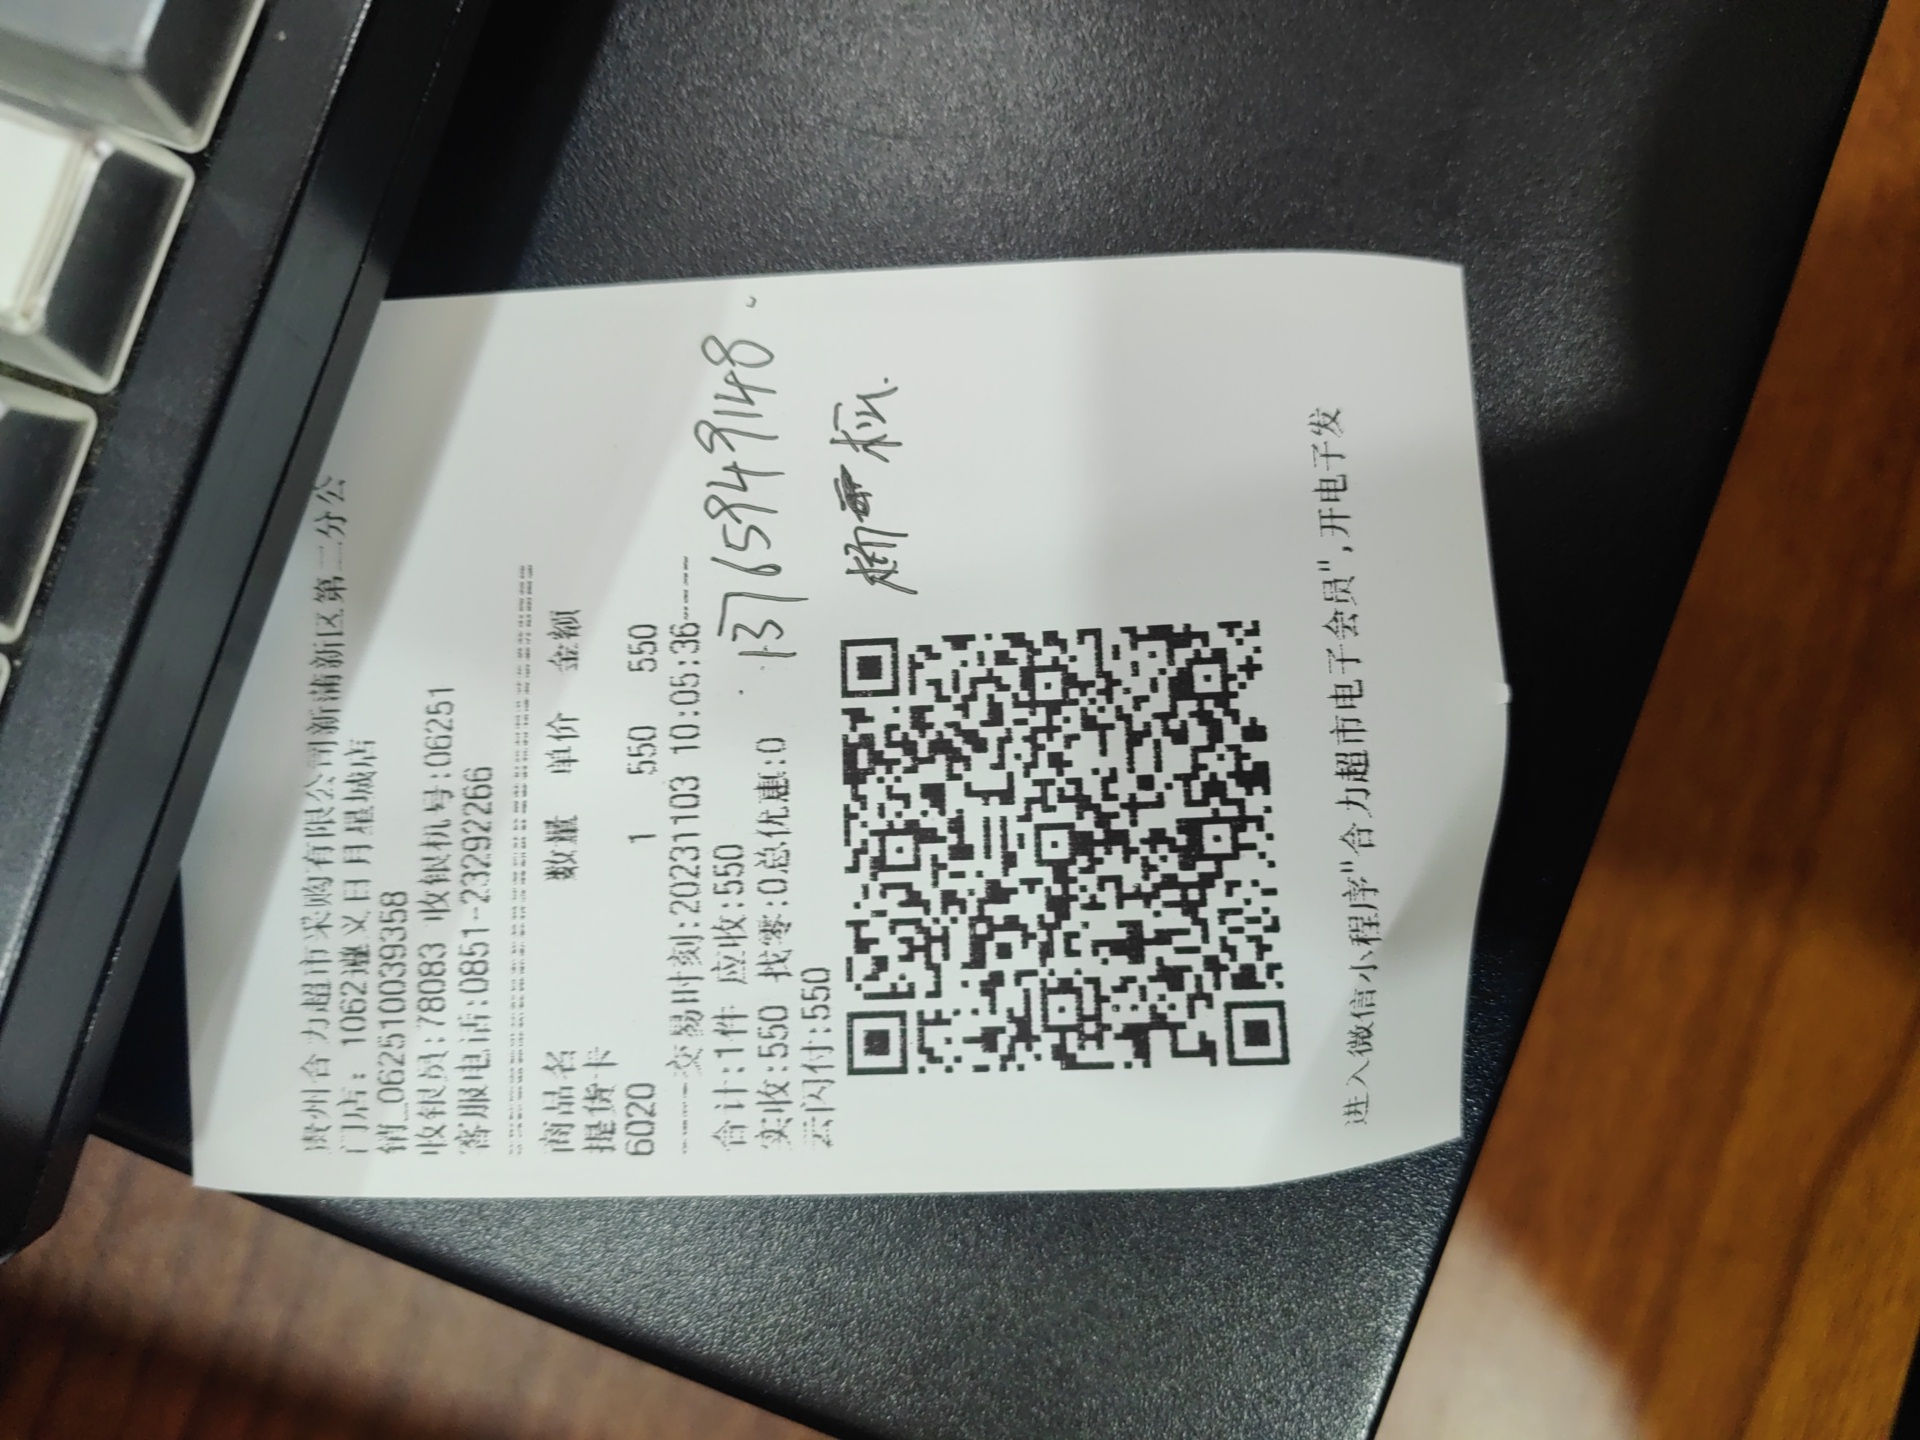 贵州合力超市采购有限公司新蒲新区第二分公
门店: 1062遵义日月星城店
销_062510039358
收银员:78083 收银机号:06251
客服电话:0851-23292266
商品名 数量 单价 金额
提货卡
6020 1 550 550
交易时刻:20231103 10:05:36
合计:1件 应收:550
实收:550 找零:0总优惠:0
云闪付:550
13765949148
进入微信小程序"合力超市电子会员",开电子发